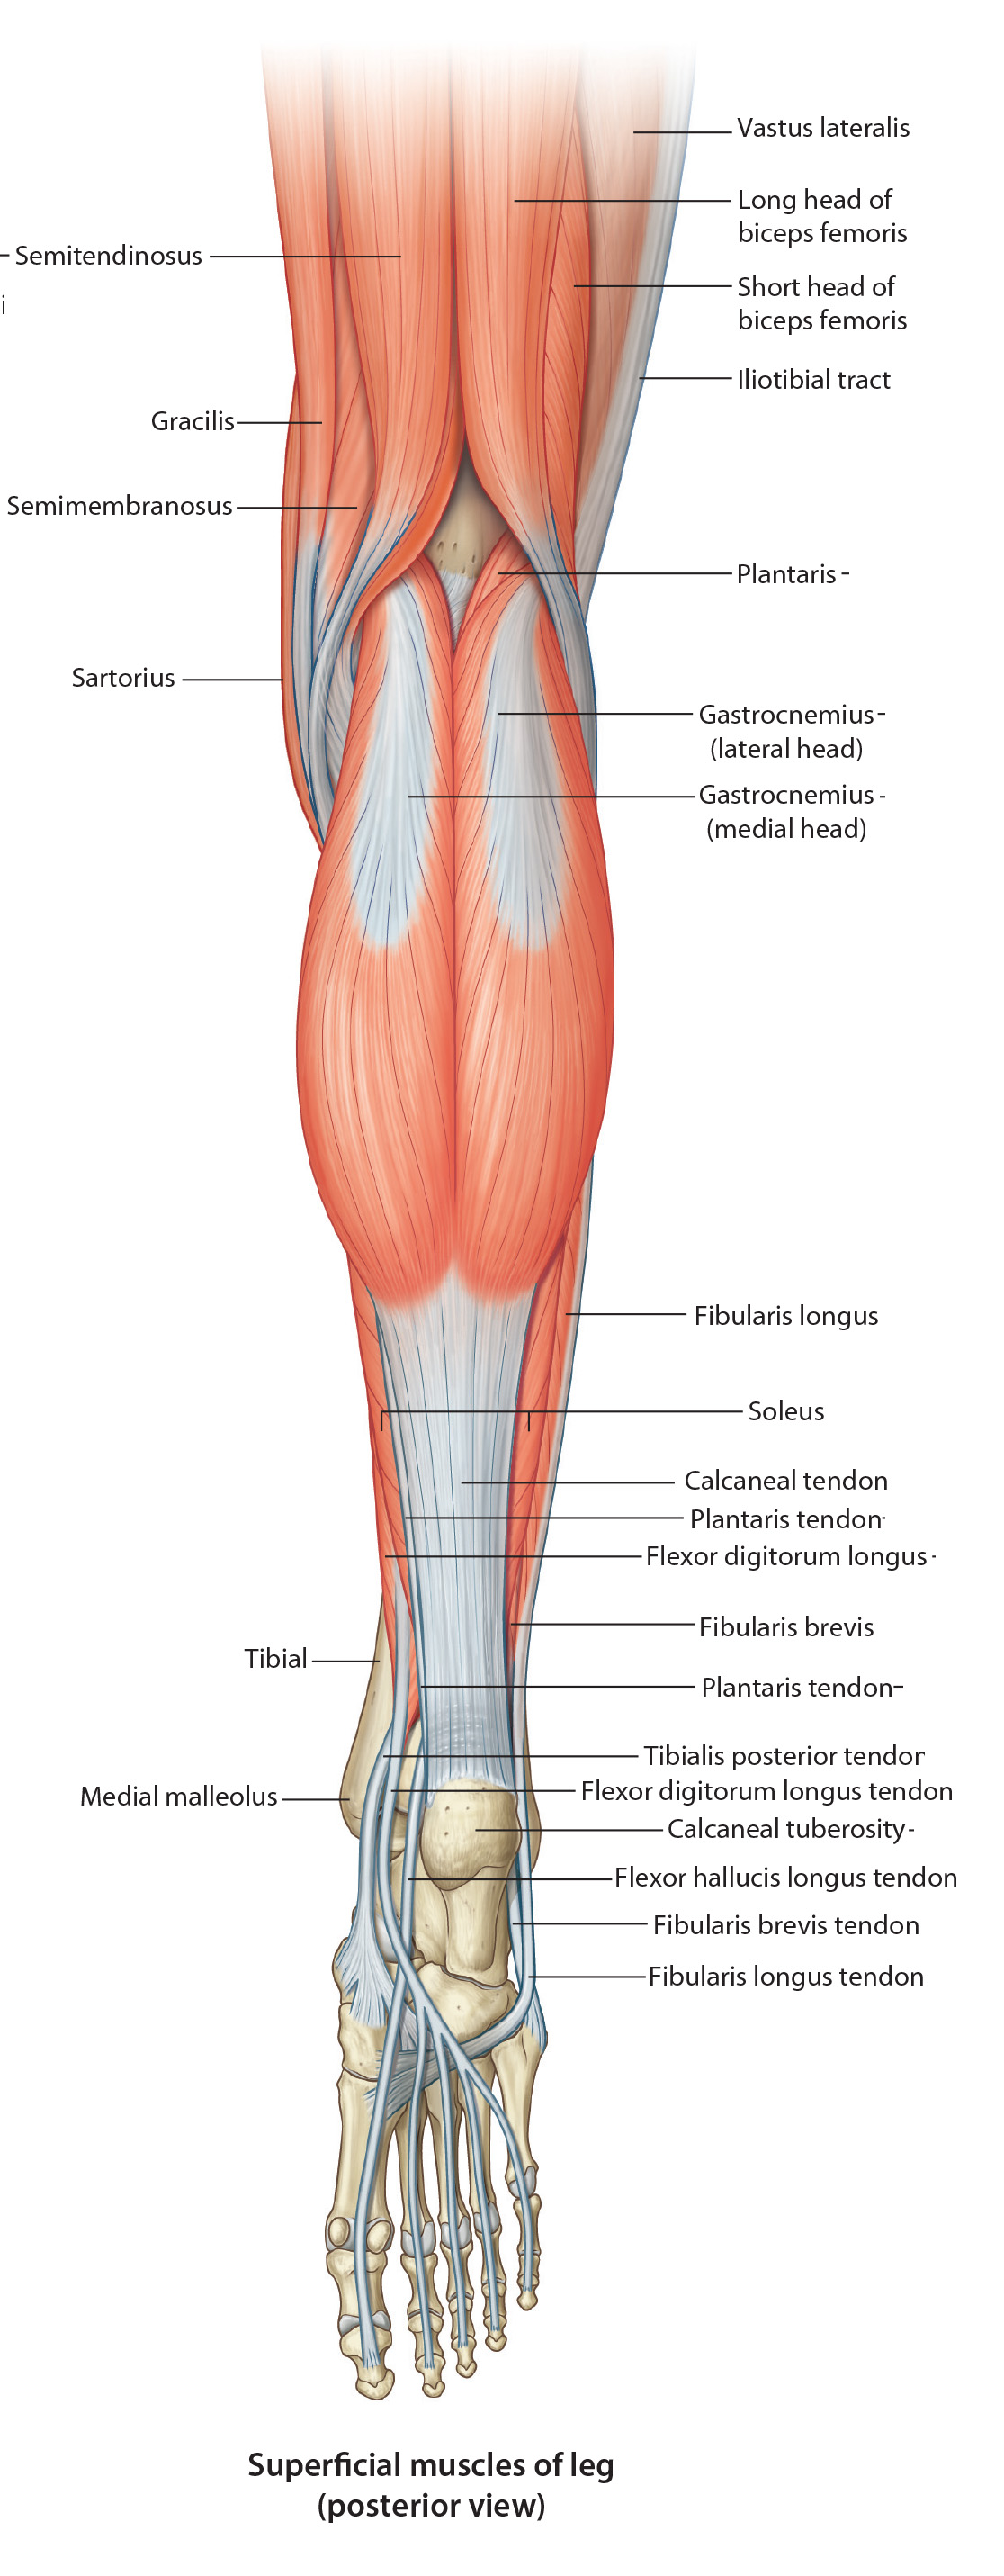 Vastus lateralis
Long head of
biceps femoris
Semitendinosus
Short head of
biceps femoris
i
Iliotibial tract
Gracilis
Semimembranosus
Plantaris
Sartorius
Gastrocnemius
(lateral head)
Gastrocnemius
(medial head)
Fibularis longus
Soleus
Calcaneal tendon
Plantaris tendon
Flexor digitorum longus
Fibularis brevis
Tibial
Plantaris tendon
Tibialis posterior tendon
Flexor digitorum longus tendon
Medial malleolus
Calcaneal tuberosity
Flexor hallucis longus tendon
Fibularis brevis tendon
Fibularis longus tendon
Superficial muscles of leg
(posterior view)